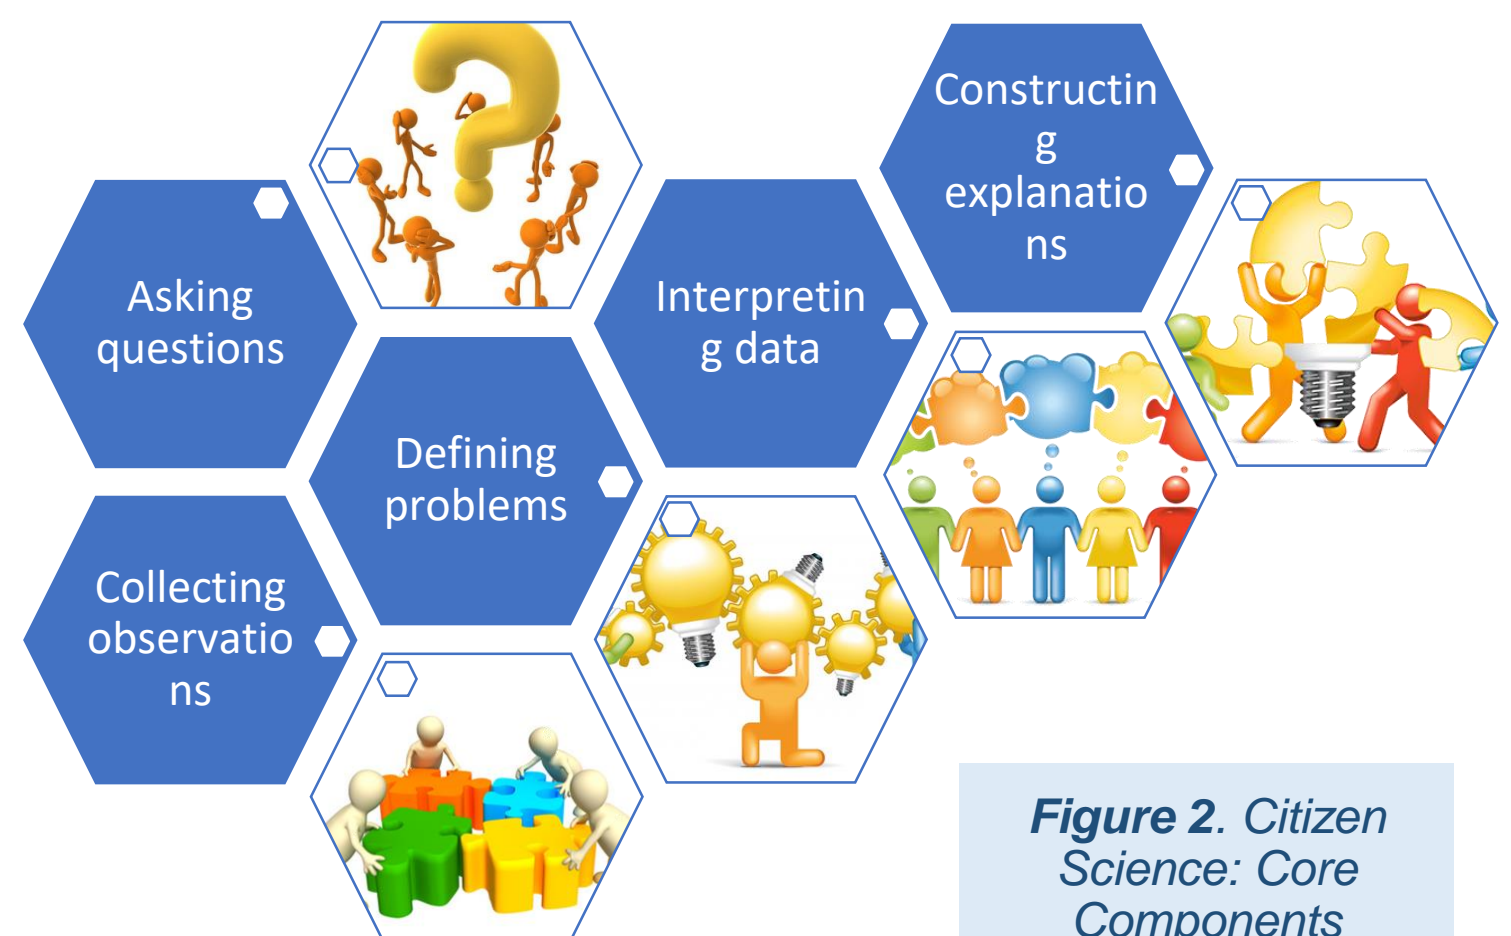 Asking
questions
Collecting
observatio
ns
Defining
problems
Interpretin
g data
Constructin
g
explanatio
ns
Figure 2. Citizen
Science: Core
Components